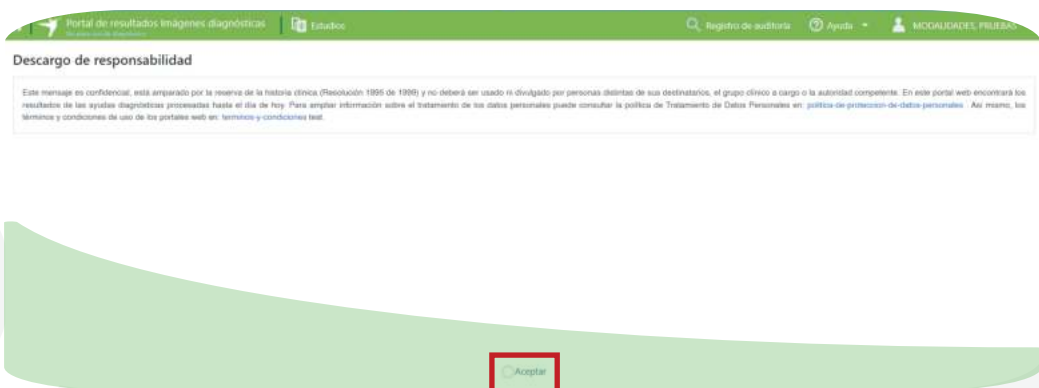 Portal de resultados Imágenes diagnósticas
Estudios
Registro de auditoria
Ayuda
MODALIDADES, PRUEBAS
Descargo de responsabilidad
Este mensaje es confidencial, está amparado por la reserva de la historia clínica (Resolución 1995 de 1999) y no deberá ser usado ni divulgado por personas distintas de sus destinatarios, el grupo clínico a cargo o la autoridad competente. En este portal web encontrará los
resultados de las ayudas diagnósticas procesadas hasta el día de hoy. Para ampliar información sobre el tratamiento de los datos personales puede consultar la política de Tratamiento de Datos Personales en: politica-de-proteccion-de-datos-personales . Así mismo, los
términos y condiciones de uso de los portales web en: terminos-y-condiciones test.
Aceptar